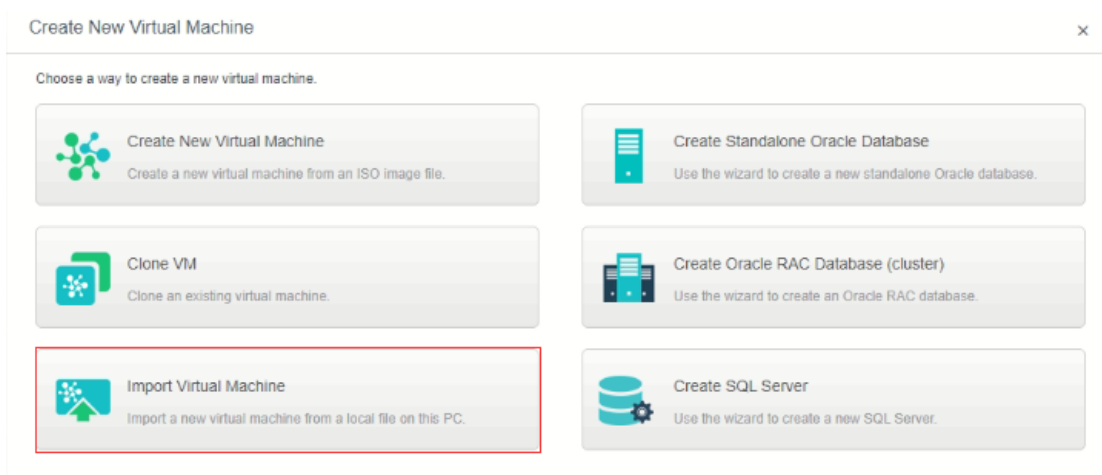 Create New Virtual Machine
×
Choose a way to create a new virtual machine.
Create New Virtual Machine
Create a new virtual machine from an ISO image file.
Create Standalone Oracle Database
Use the wizard to create a new standalone Oracle database.
Clone VM
Clone an existing virtual machine.
Create Oracle RAC Database (cluster)
Use the wizard to create an Oracle RAC database.
Import Virtual Machine
Import a new virtual machine from a local file on this PC.
Create SQL Server
Use the wizard to create a new SQL Server.